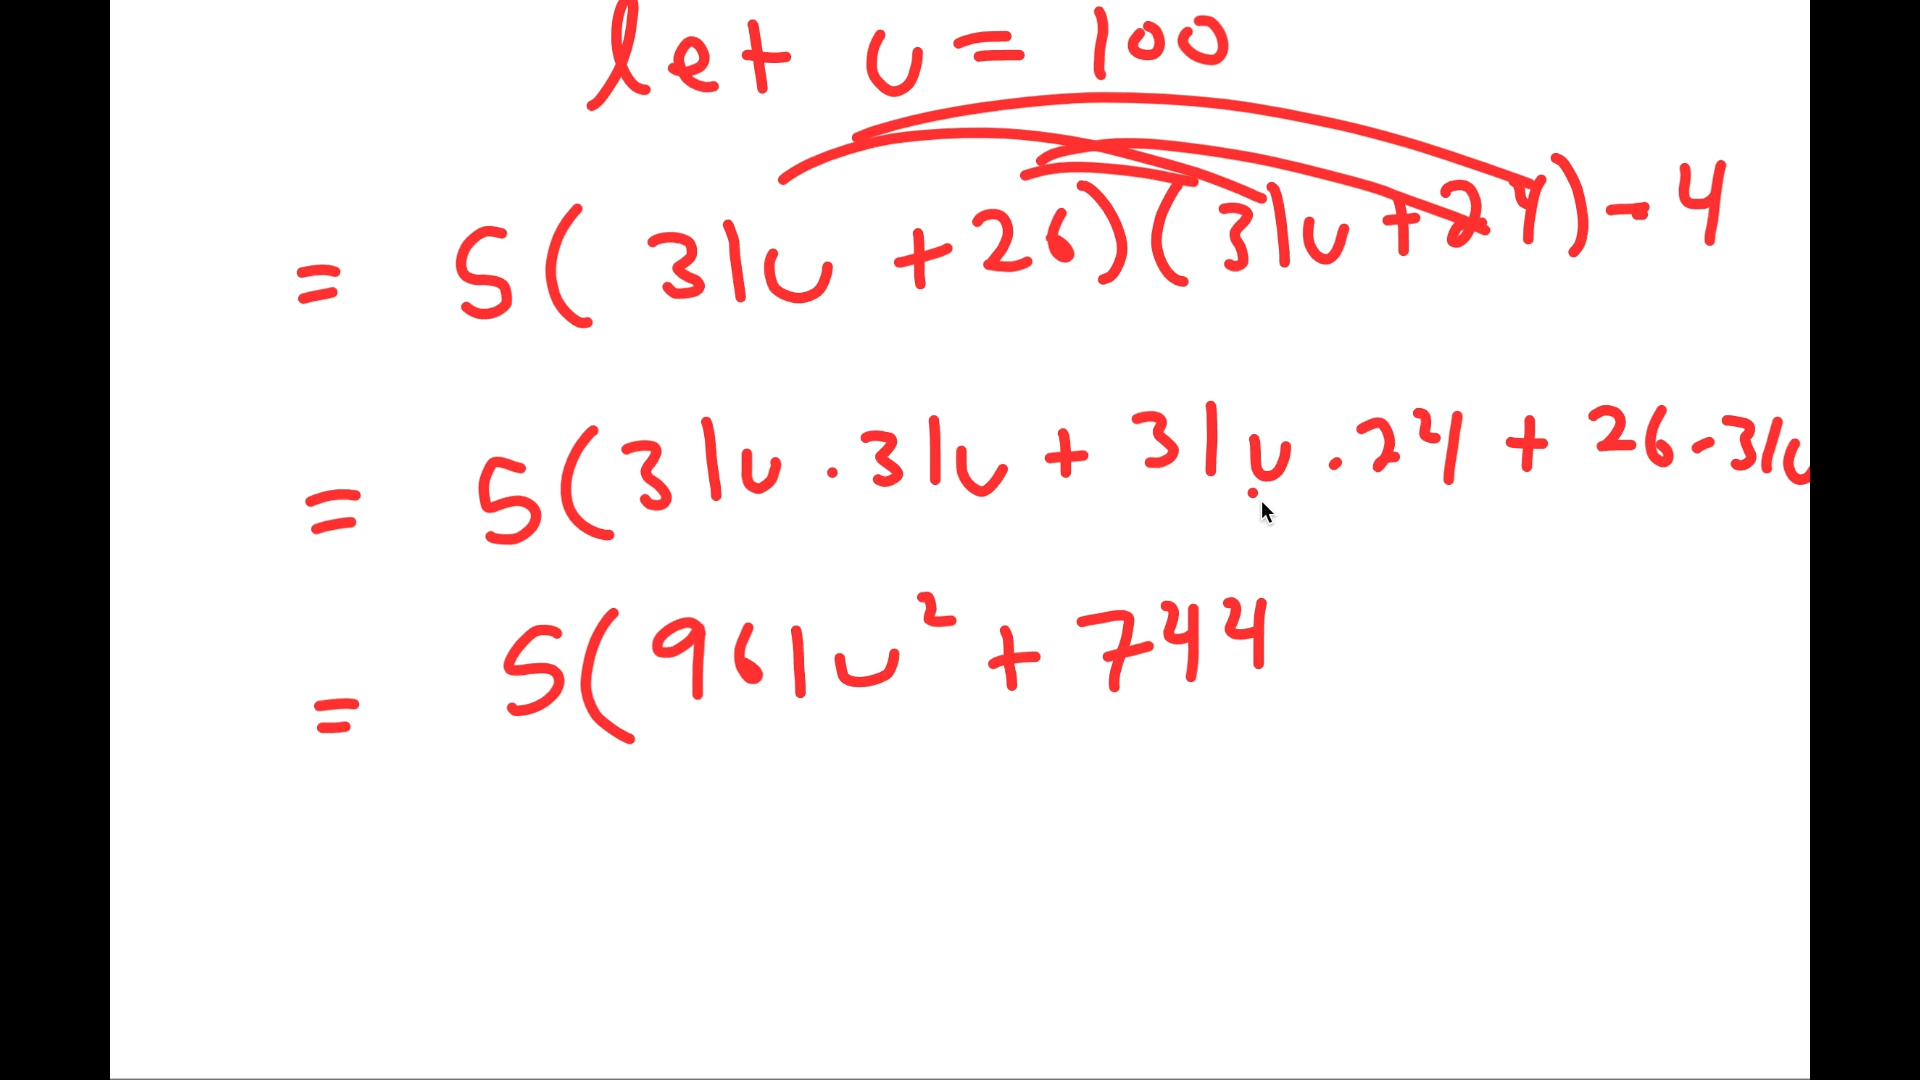 let u = 100
= 5(31u + 26)(31u + 24) - 4
= 5(31u · 31u + 31u · 24 + 26 · 31u
= 5(961u² + 744